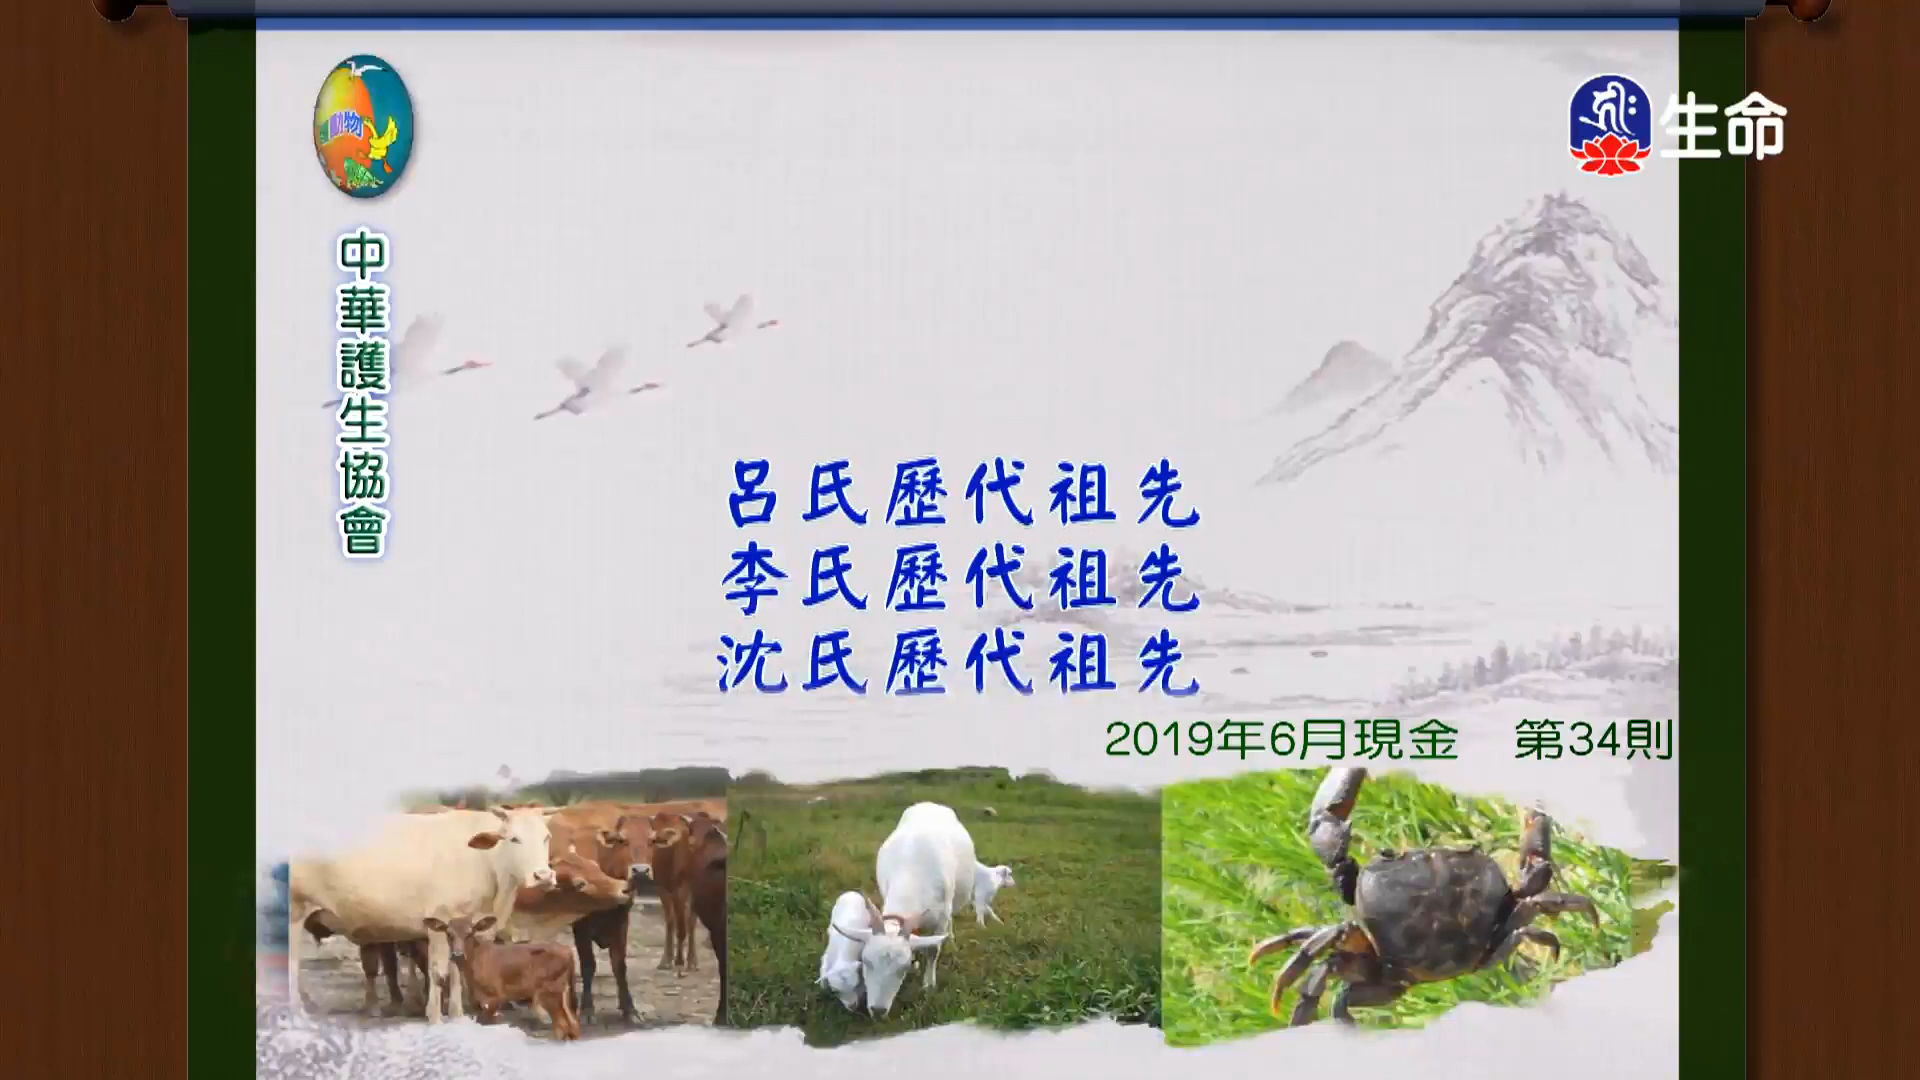 動物
生命
中華護生協會
呂氏歷代祖先
李氏歷代祖先
沈氏歷代祖先
2019年6月現金 第34則